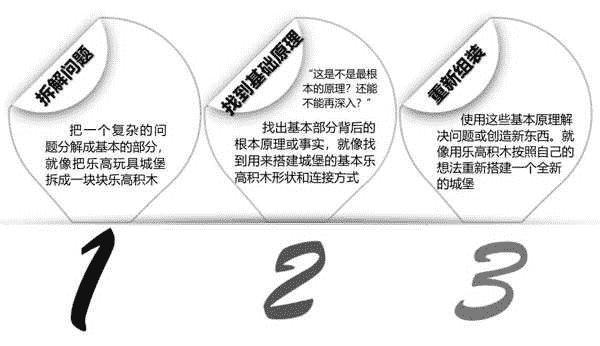 拆解问题
把一个复杂的问
题分解成基本的部分，
就像把乐高玩具城堡
拆成一块块乐高积木
找到基础原理
“这是不是最根
本的原理？还能
不能再深入？”
找出基本部分背后的
根本原理或事实，就像找
到用来搭建城堡的基本乐
高积木形状和连接方式
重新组装
使用这些基本原理解
决问题或创造新东西。就
像用乐高积木按照自己的
想法重新搭建一个全新
的城堡
1
2
3